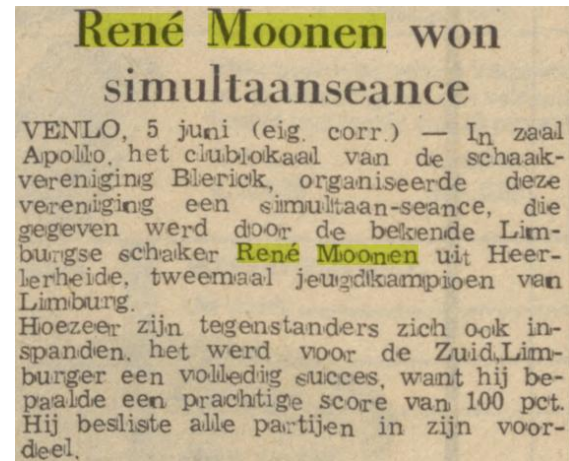 René Moonen won
simultaanseance
VENLO, 5 juni (eig. corr.) — In zaal
Apollo, het clublokaal van de schaak-
vereniging Blerick, organiseerde deze
vereniging een simultaan-seance, die
gegeven werd door de bekende Lim-
burgse schaker René Moonen uit Heer-
lerheide, tweemaal jeugdkampioen van
Limburg.
Hoezeer zijn tegenstanders zich ook in-
spanden, het werd voor de Zuid,Lim-
burger een volledig succes, want hij be-
paalde een prachtige score van 100 pct.
Hij besliste alle partijen in zijn voor-
deel.